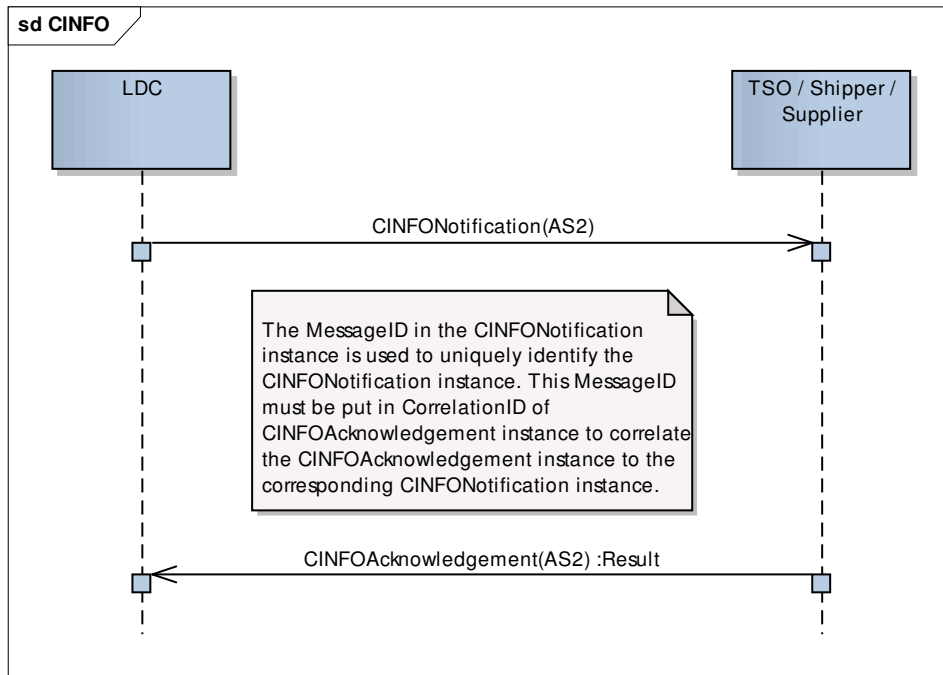 sd CINFO
LDC
TSO / Shipper /
Supplier
CINFONotification(AS2)
The MessageID in the CINFONotification
instance is used to uniquely identify the
CINFONotification instance. This MessageID
must be put in CorrelationID of
CINFOAcknowledgement instance to correlate
the CINFOAcknowledgement instance to the
corresponding CINFONotification instance.
CINFOAcknowledgement(AS2) :Result